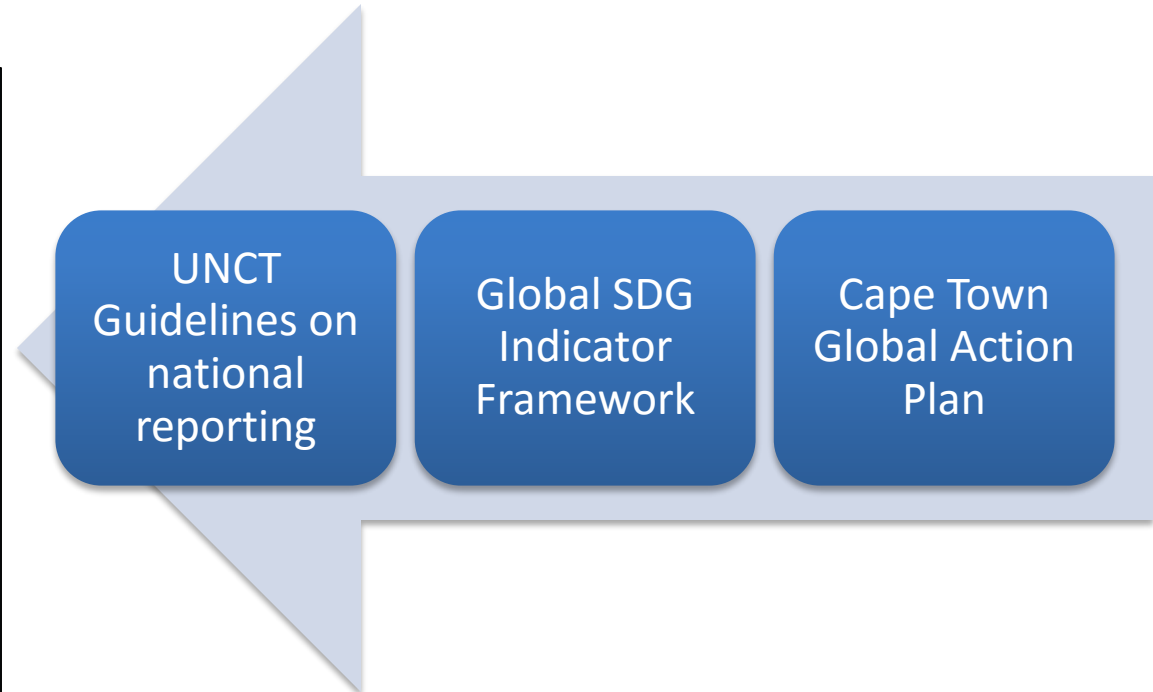 UNCT
Guidelines on
national
reporting
Global SDG
Indicator
Framework
Cape Town
Global Action
Plan